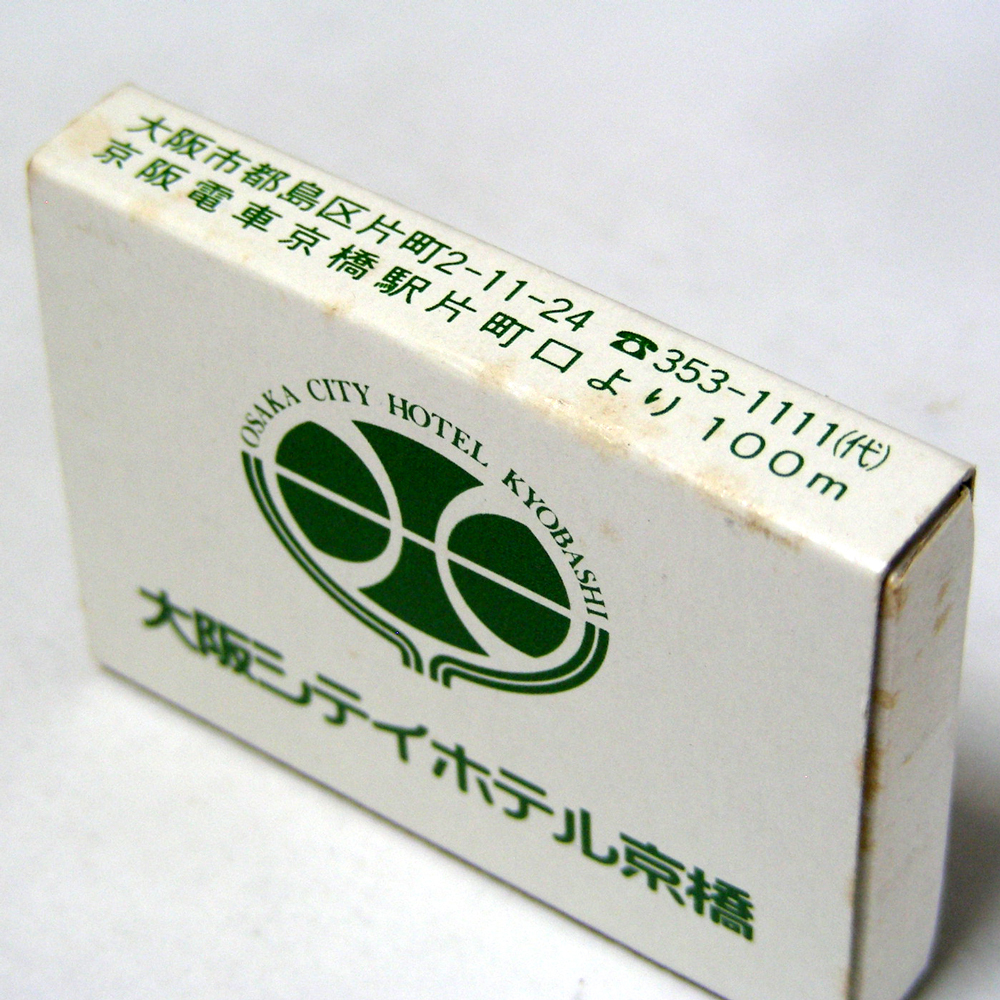 大阪市都島区片町2-11-24 ☎353-1111(代)
京阪電車京橋駅片町口より100m
OSAKA CITY HOTEL KYOBASHI
大阪シティホテル京橋